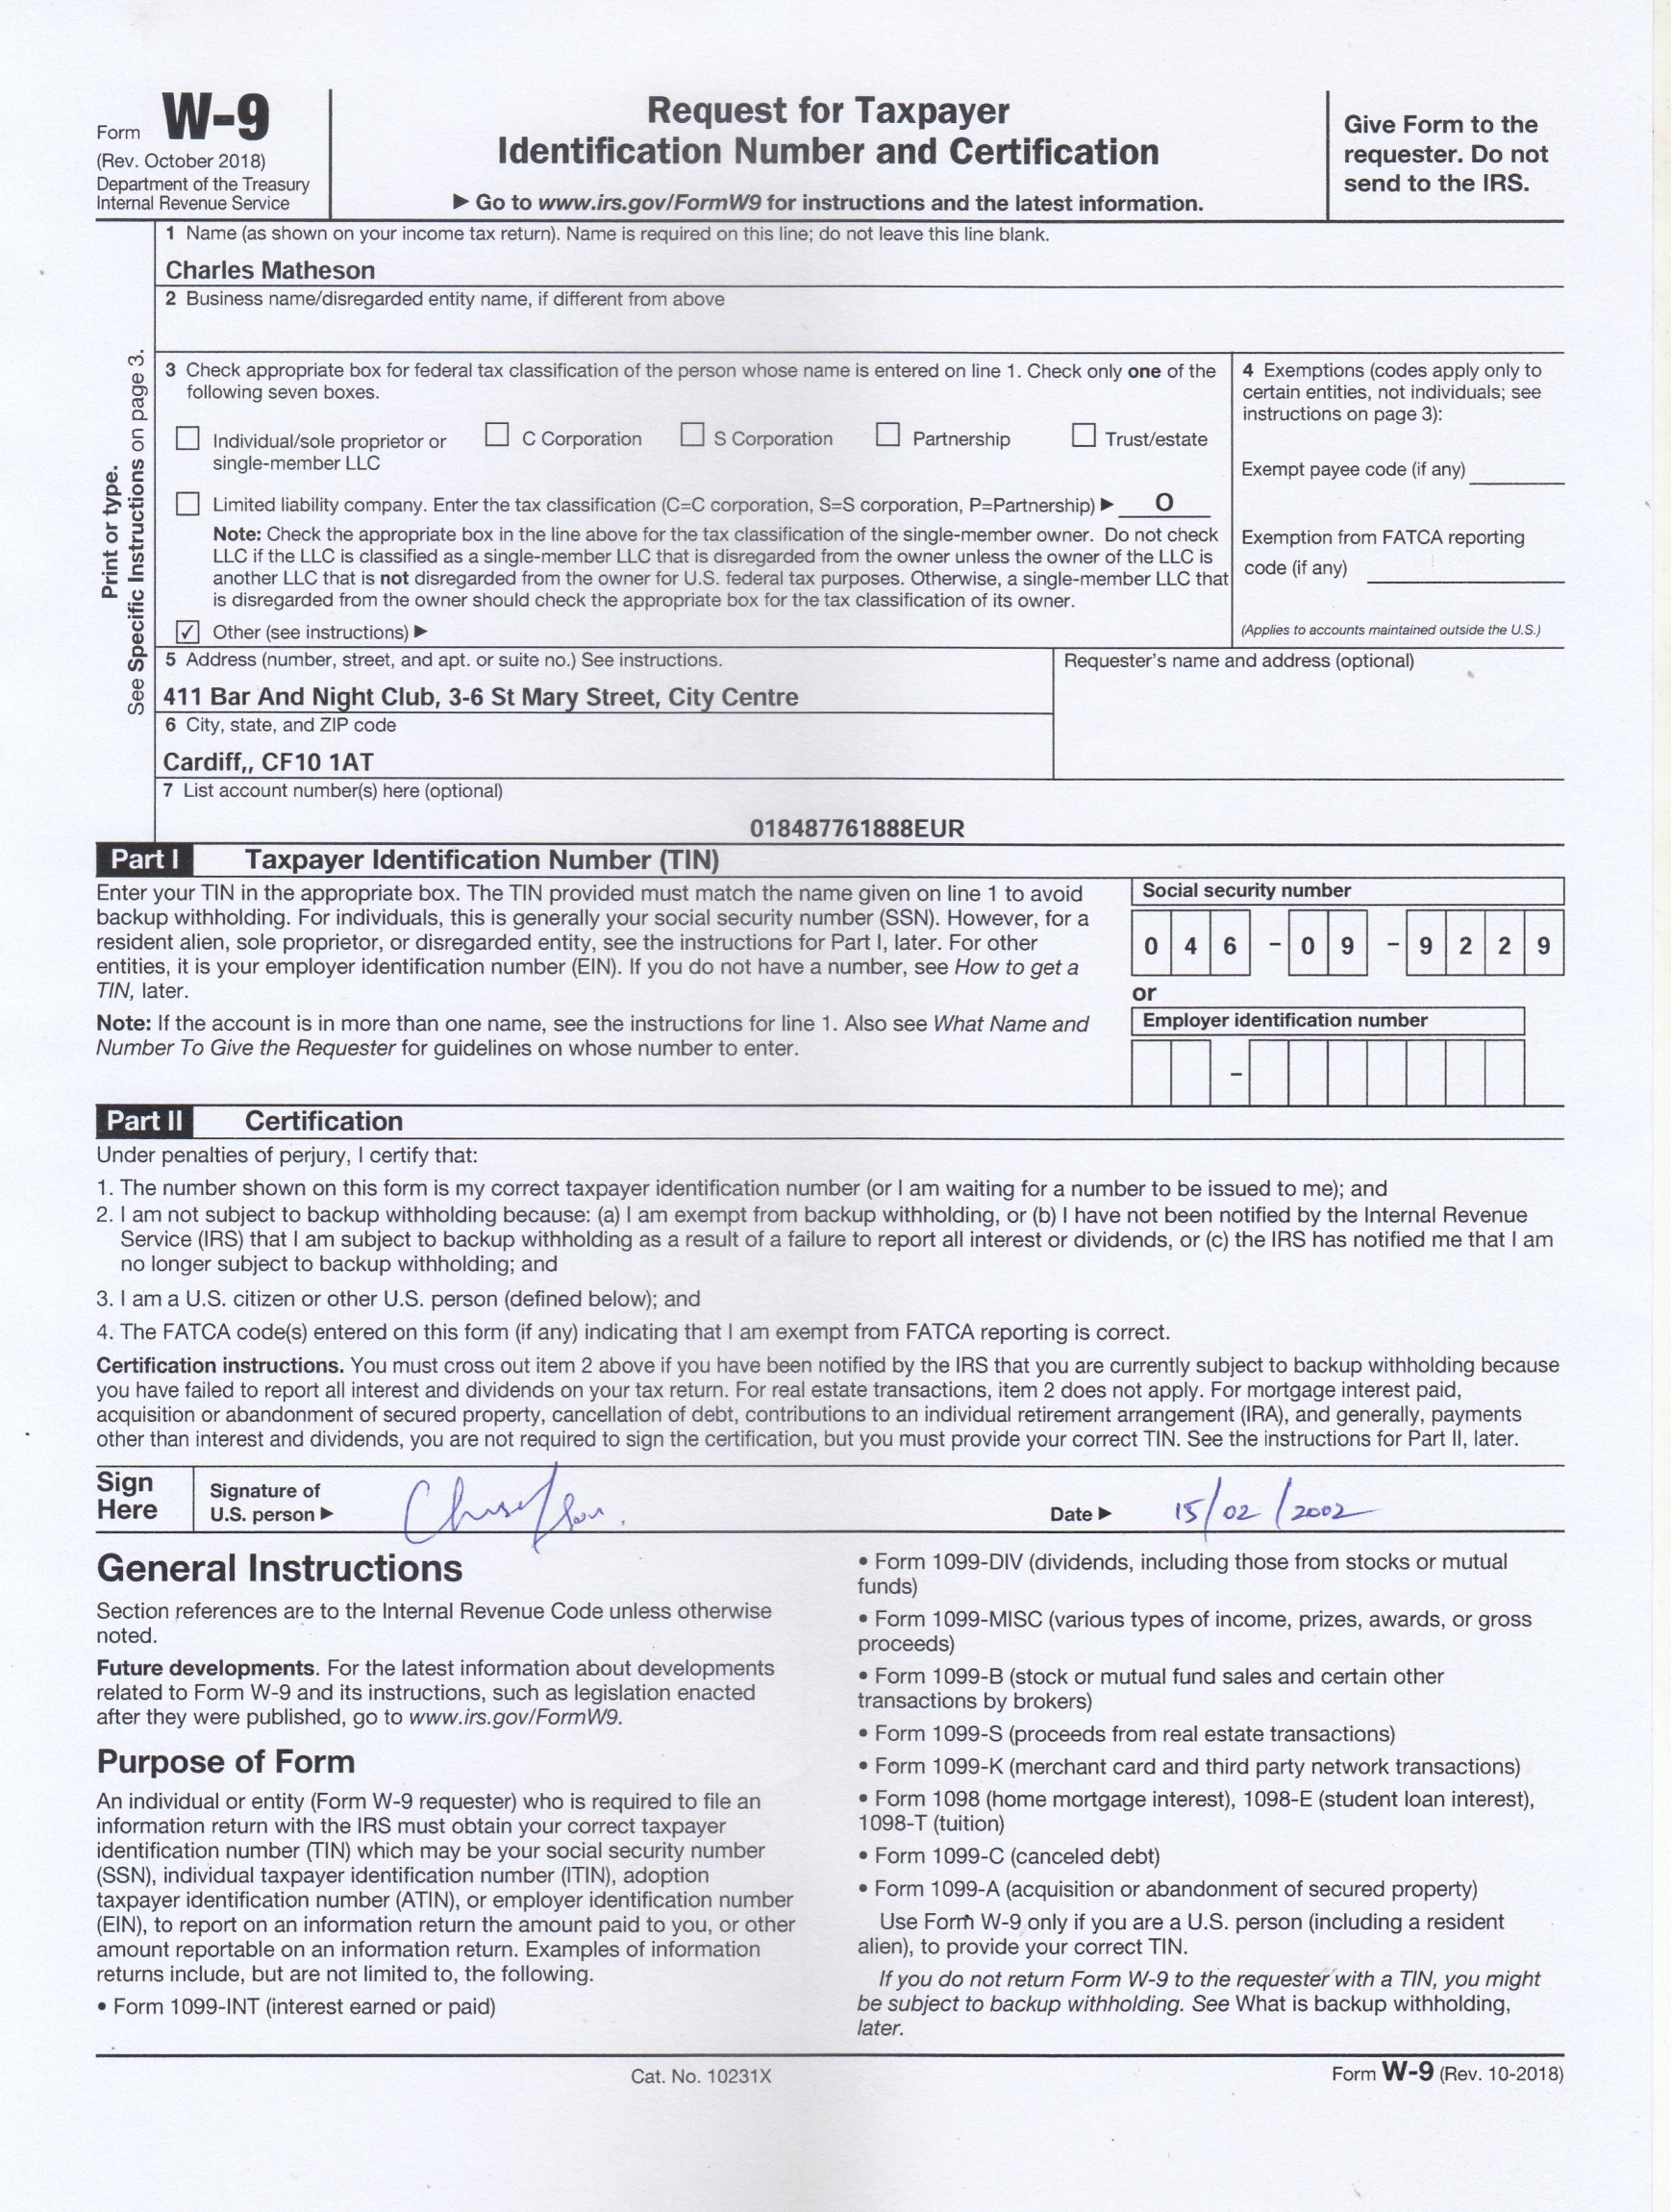 Form W-9
(Rev. October 2018)
Department of the Treasury
Internal Revenue Service
Request for Taxpayer
Identification Number and Certification
▶ Go to www.irs.gov/FormW9 for instructions and the latest information.
Give Form to the
requester. Do not
send to the IRS.
Print or type.
See Specific Instructions on page 3.
1 Name (as shown on your income tax return). Name is required on this line; do not leave this line blank.
Charles Matheson
2 Business name/disregarded entity name, if different from above
3 Check appropriate box for federal tax classification of the person whose name is entered on line 1. Check only one of the
following seven boxes.
Individual/sole proprietor or
single-member LLC
C Corporation
S Corporation
Partnership
Trust/estate
Limited liability company. Enter the tax classification (C=C corporation, S=S corporation, P=Partnership) ▶ O
Note: Check the appropriate box in the line above for the tax classification of the single-member owner. Do not check
LLC if the LLC is classified as a single-member LLC that is disregarded from the owner unless the owner of the LLC is
another LLC that is not disregarded from the owner for U.S. federal tax purposes. Otherwise, a single-member LLC that
is disregarded from the owner should check the appropriate box for the tax classification of its owner.
✓ Other (see instructions) ▶
4 Exemptions (codes apply only to
certain entities, not individuals; see
instructions on page 3):
Exempt payee code (if any)
Exemption from FATCA reporting
code (if any)
(Applies to accounts maintained outside the U.S.)
5 Address (number, street, and apt. or suite no.) See instructions.
411 Bar And Night Club, 3-6 St Mary Street, City Centre
6 City, state, and ZIP code
Cardiff,, CF10 1AT
Requester's name and address (optional)
7 List account number(s) here (optional)
018487761888EUR
Part I Taxpayer Identification Number (TIN)
Enter your TIN in the appropriate box. The TIN provided must match the name given on line 1 to avoid
backup withholding. For individuals, this is generally your social security number (SSN). However, for a
resident alien, sole proprietor, or disregarded entity, see the instructions for Part I, later. For other
entities, it is your employer identification number (EIN). If you do not have a number, see How to get a
TIN, later.
Note: If the account is in more than one name, see the instructions for line 1. Also see What Name and
Number To Give the Requester for guidelines on whose number to enter.
Social security number
0 4 6 – 0 9 – 9 2 2 9
or
Employer identification number
–
Part II Certification
Under penalties of perjury, I certify that:
1. The number shown on this form is my correct taxpayer identification number (or I am waiting for a number to be issued to me); and
2. I am not subject to backup withholding because: (a) I am exempt from backup withholding, or (b) I have not been notified by the Internal Revenue
Service (IRS) that I am subject to backup withholding as a result of a failure to report all interest or dividends, or (c) the IRS has notified me that I am
no longer subject to backup withholding; and
3. I am a U.S. citizen or other U.S. person (defined below); and
4. The FATCA code(s) entered on this form (if any) indicating that I am exempt from FATCA reporting is correct.
Certification instructions. You must cross out item 2 above if you have been notified by the IRS that you are currently subject to backup withholding because
you have failed to report all interest and dividends on your tax return. For real estate transactions, item 2 does not apply. For mortgage interest paid,
acquisition or abandonment of secured property, cancellation of debt, contributions to an individual retirement arrangement (IRA), and generally, payments
other than interest and dividends, you are not required to sign the certification, but you must provide your correct TIN. See the instructions for Part II, later.
Sign
Here
Signature of
U.S. person ▶
Date ▶ 15/02/2002
General Instructions
Section references are to the Internal Revenue Code unless otherwise
noted.
Future developments. For the latest information about developments
related to Form W-9 and its instructions, such as legislation enacted
after they were published, go to www.irs.gov/FormW9.
Purpose of Form
An individual or entity (Form W-9 requester) who is required to file an
information return with the IRS must obtain your correct taxpayer
identification number (TIN) which may be your social security number
(SSN), individual taxpayer identification number (ITIN), adoption
taxpayer identification number (ATIN), or employer identification number
(EIN), to report on an information return the amount paid to you, or other
amount reportable on an information return. Examples of information
returns include, but are not limited to, the following.
• Form 1099-INT (interest earned or paid)
• Form 1099-DIV (dividends, including those from stocks or mutual
funds)
• Form 1099-MISC (various types of income, prizes, awards, or gross
proceeds)
• Form 1099-B (stock or mutual fund sales and certain other
transactions by brokers)
• Form 1099-S (proceeds from real estate transactions)
• Form 1099-K (merchant card and third party network transactions)
• Form 1098 (home mortgage interest), 1098-E (student loan interest),
1098-T (tuition)
• Form 1099-C (canceled debt)
• Form 1099-A (acquisition or abandonment of secured property)
Use Form W-9 only if you are a U.S. person (including a resident
alien), to provide your correct TIN.
If you do not return Form W-9 to the requester with a TIN, you might
be subject to backup withholding. See What is backup withholding,
later.
Cat. No. 10231X
Form W-9 (Rev. 10-2018)